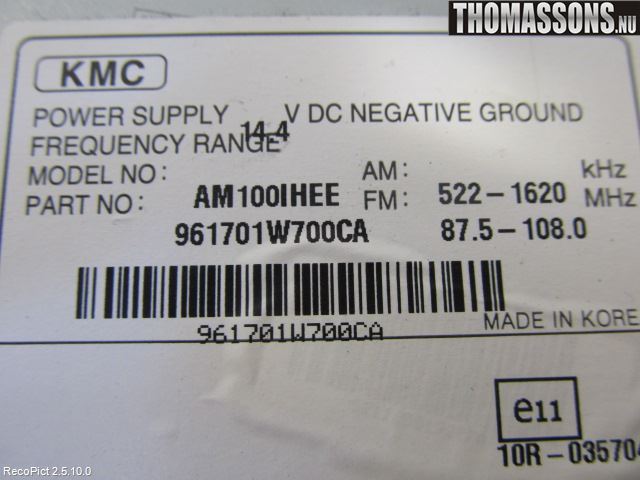 THOMASSONS.NU
KMC
POWER SUPPLY 14.4 V DC NEGATIVE GROUND
FREQUENCY RANGE
MODEL NO: AM100IHEE AM: 522-1620 kHz
PART NO: 961701W700CA FM: 87.5-108.0 MHz
961701W700CA
MADE IN KORE
e11
10R-035704
RecoPict 2.5.10.0